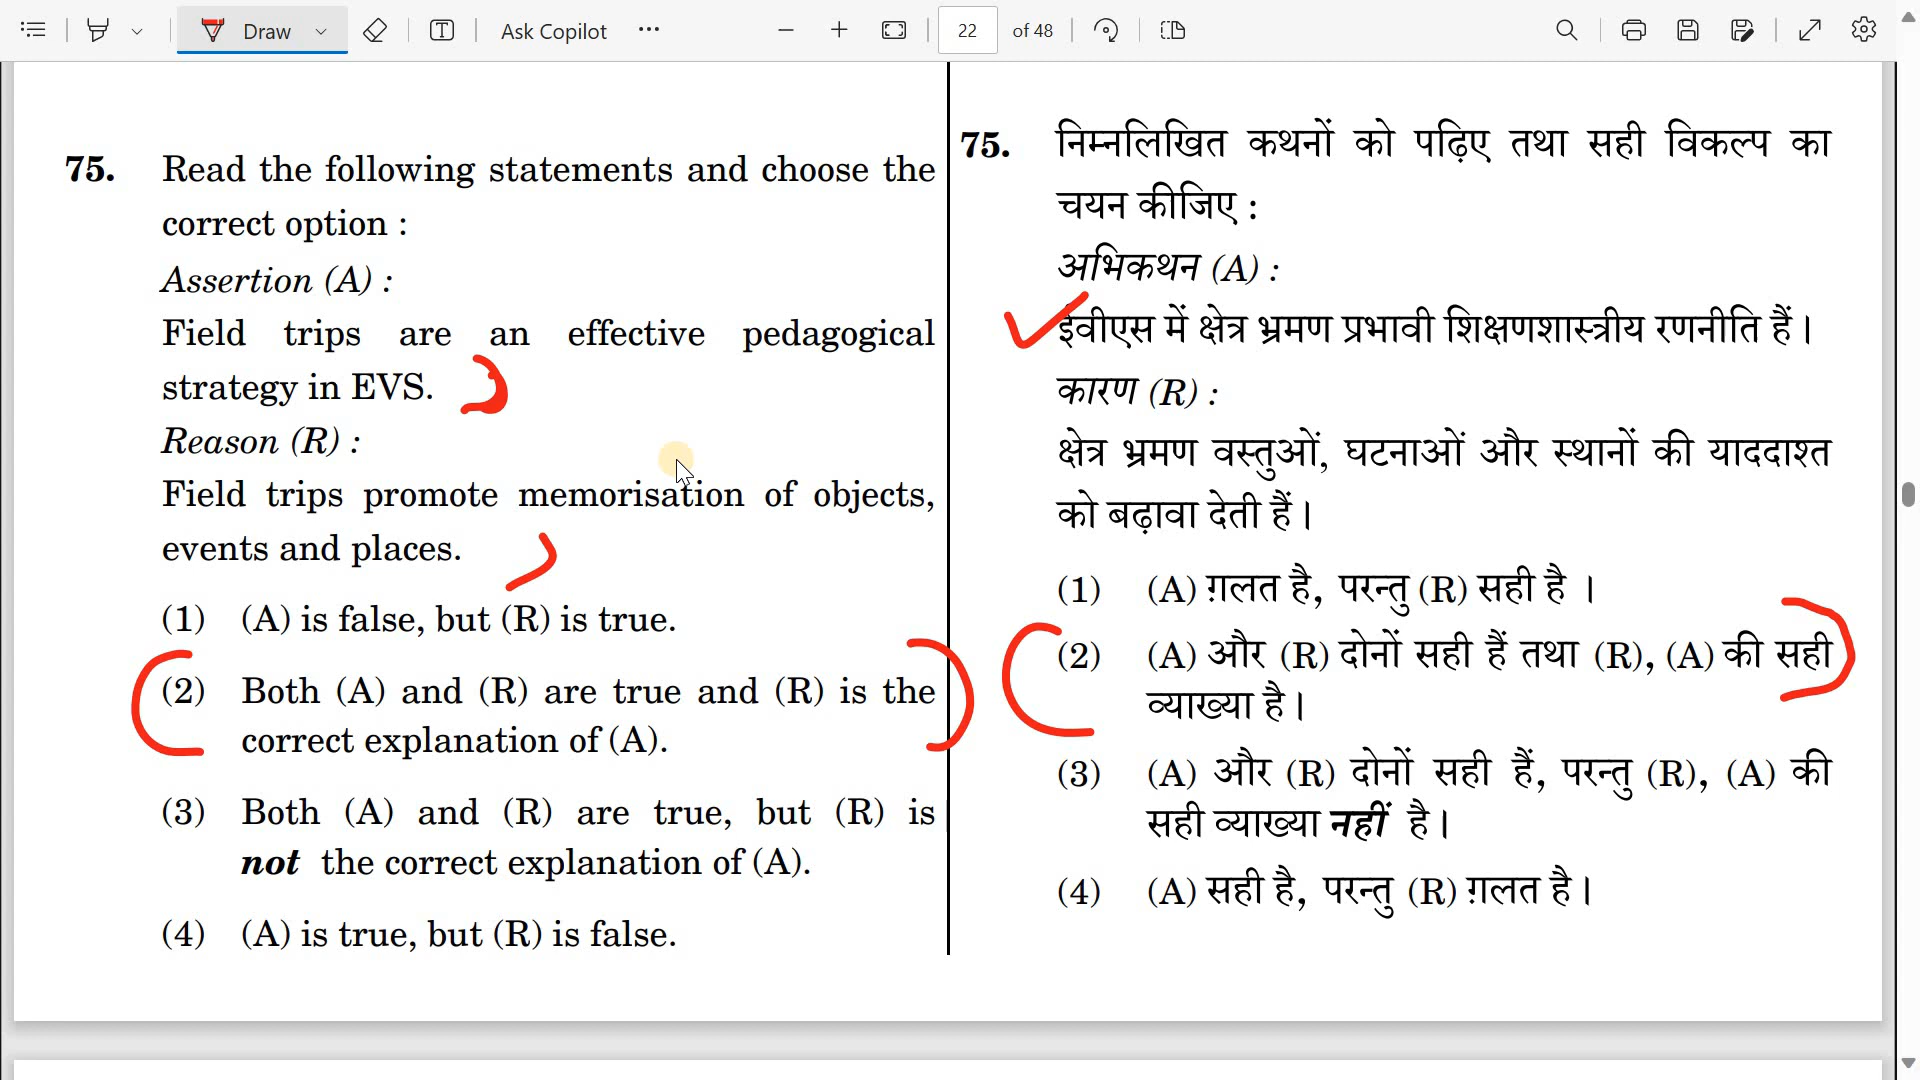 Draw
Ask Copilot
22 of 48
75. Read the following statements and choose the
correct option :
Assertion (A) :
Field trips are an effective pedagogical
strategy in EVS.
Reason (R) :
Field trips promote memorisation of objects,
events and places.
(1) (A) is false, but (R) is true.
(2) Both (A) and (R) are true and (R) is the
correct explanation of (A).
(3) Both (A) and (R) are true, but (R) is
not the correct explanation of (A).
(4) (A) is true, but (R) is false.
75. निम्नलिखित कथनों को पढ़िए तथा सही विकल्प का
चयन कीजिए :
अभिकथन (A) :
ईवीएस में क्षेत्र भ्रमण प्रभावी शिक्षणशास्त्रीय रणनीति हैं।
कारण (R) :
क्षेत्र भ्रमण वस्तुओं, घटनाओं और स्थानों की याददाश्त
को बढ़ावा देती हैं।
(1) (A) ग़लत है, परन्तु (R) सही है ।
(2) (A) और (R) दोनों सही हैं तथा (R), (A) की सही
व्याख्या है।
(3) (A) और (R) दोनों सही हैं, परन्तु (R), (A) की
सही व्याख्या नहीं है।
(4) (A) सही है, परन्तु (R) ग़लत है।